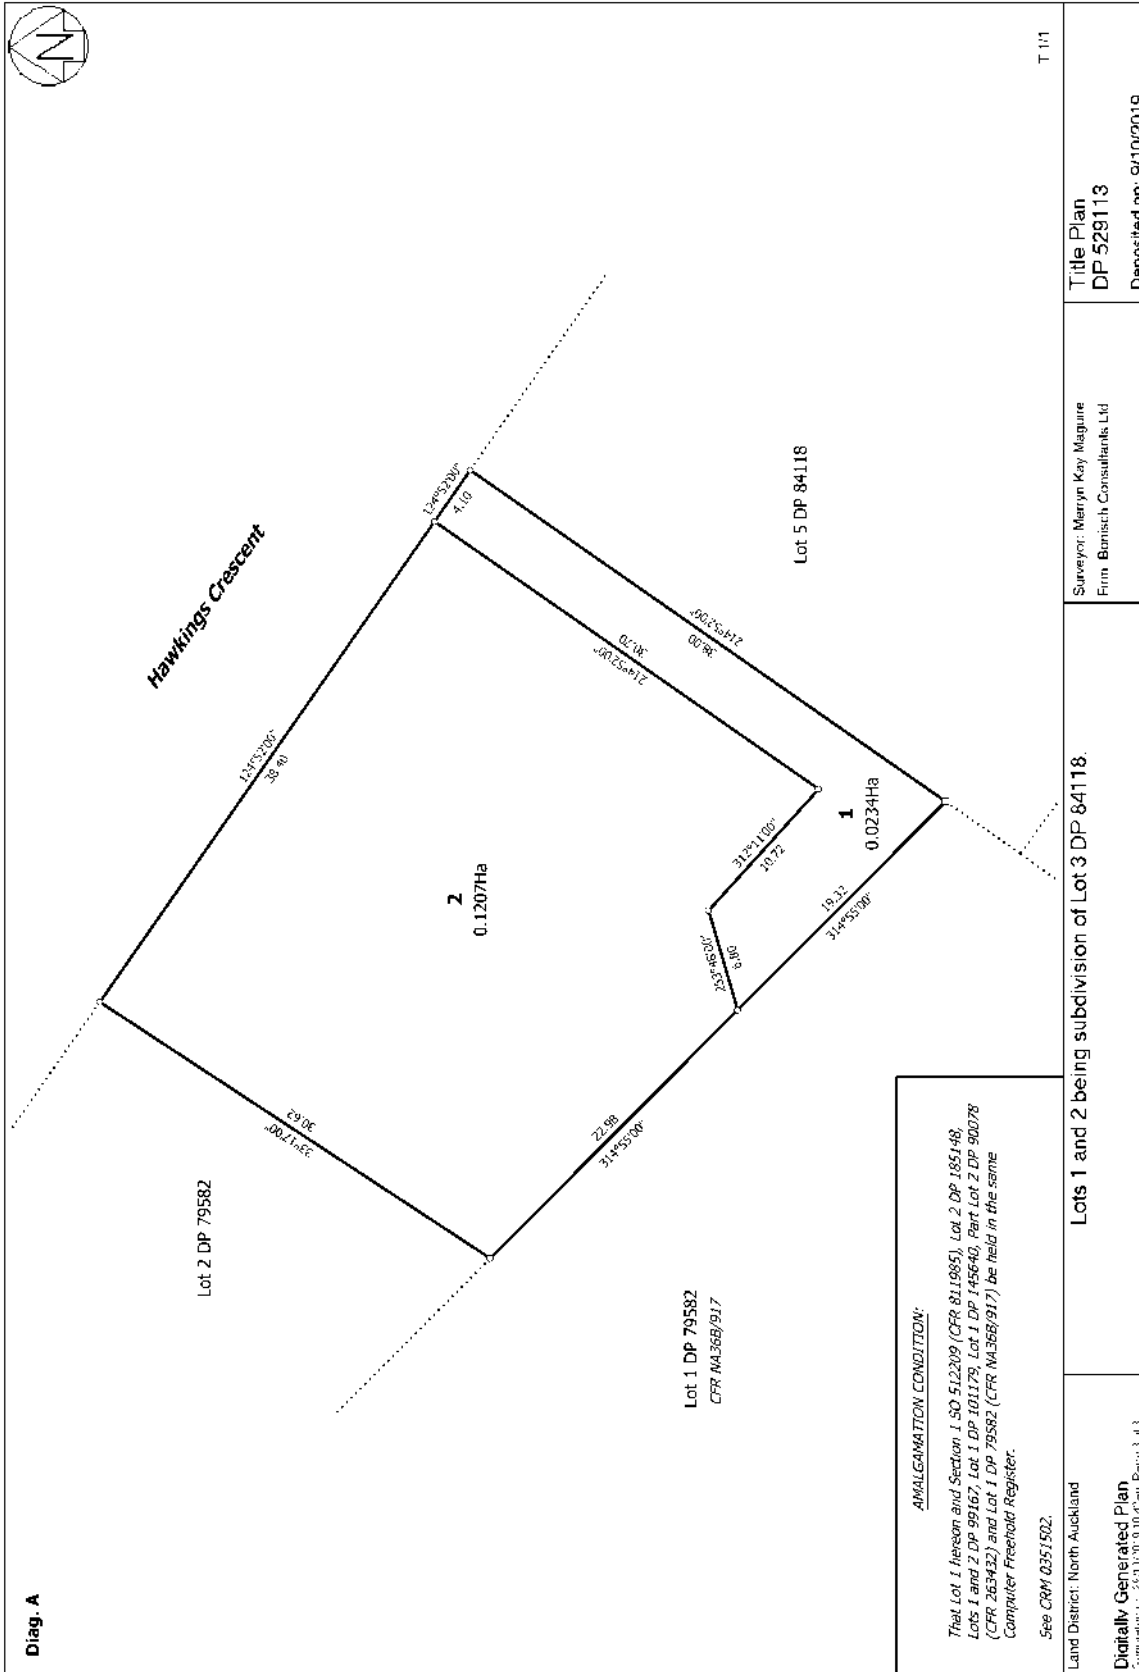 Diag. A
N
Hawkings Crescent
Lot 2 DP 79582
124°52'00"
38.40
124°52'00"
4.10
33°17'00"
30.62
2
0.1207Ha
214°52'00"
30.70
214°52'00"
38.00
Lot 5 DP 84118
22.98
314°55'00"
253°46'00"
6.80
312°11'00"
10.72
1
0.0234Ha
19.32
314°55'00"
Lot 1 DP 79582
CFR NA36B/917
AMALGAMATION CONDITION:
That Lot 1 hereon and Section 1 SO 512209 (CFR 811985), Lot 2 DP 185148,
Lots 1 and 2 DP 99167, Lot 1 DP 101179, Lot 1 DP 145640, Part Lot 2 DP 90078
(CFR 263432) and Lot 1 DP 79582 (CFR NA36B/917) be held in the same
Computer Freehold Register.
See CRM 0351502.
T 1/1
Land District: North Auckland
Digitally Generated Plan
Lots 1 and 2 being subdivision of Lot 3 DP 84118.
Surveyor: Merryn Kay Maguire
Firm: Bonisch Consultants Ltd
Title Plan
DP 529113
Deposited on: 9/10/2019